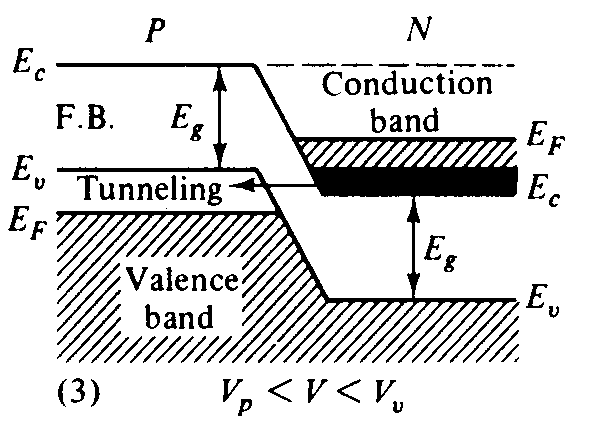 P N
E_c
Conduction
band
F.B. E_g
E_F
E_v
Tunneling
E_c
E_F
E_g
Valence
band
E_v
(3) V_p < V < V_v